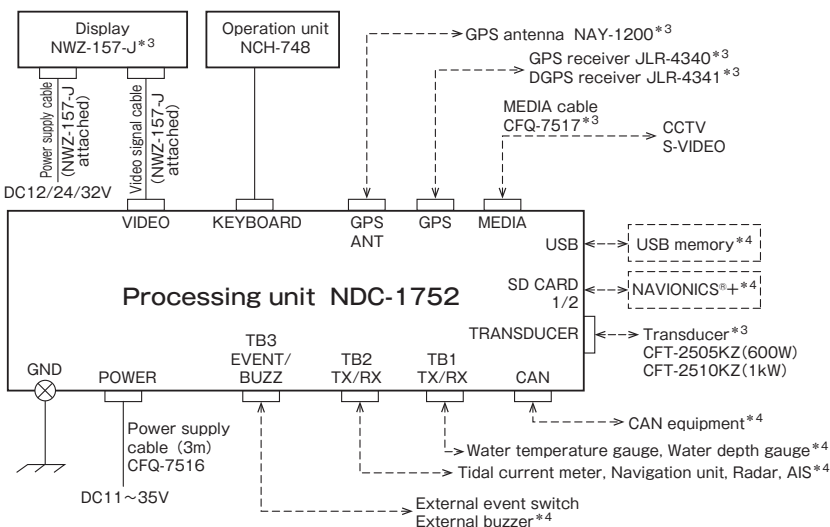 Display
NWZ-157-J*3
Operation unit
NCH-748
GPS antenna NAY-1200*3
GPS receiver JLR-4340*3
DGPS receiver JLR-4341*3
MEDIA cable
CFQ-7517*3
CCTV
S-VIDEO
Power supply cable
(NWZ-157-J
attached)
Video signal cable
(NWZ-157-J
attached)
DC12/24/32V
VIDEO
KEYBOARD
GPS
ANT
GPS
MEDIA
USB
USB memory*4
SD CARD
1/2
NAVIONICS®+*4
Processing unit NDC-1752
TRANSDUCER
Transducer*3
CFT-2505KZ(600W)
CFT-2510KZ(1kW)
GND
POWER
TB3
EVENT/
BUZZ
TB2
TX/RX
TB1
TX/RX
CAN
CAN equipment*4
Power supply
cable (3m)
CFQ-7516
Water temperature gauge, Water depth gauge*4
Tidal current meter, Navigation unit, Radar, AIS*4
DC11~35V
External event switch
External buzzer*4